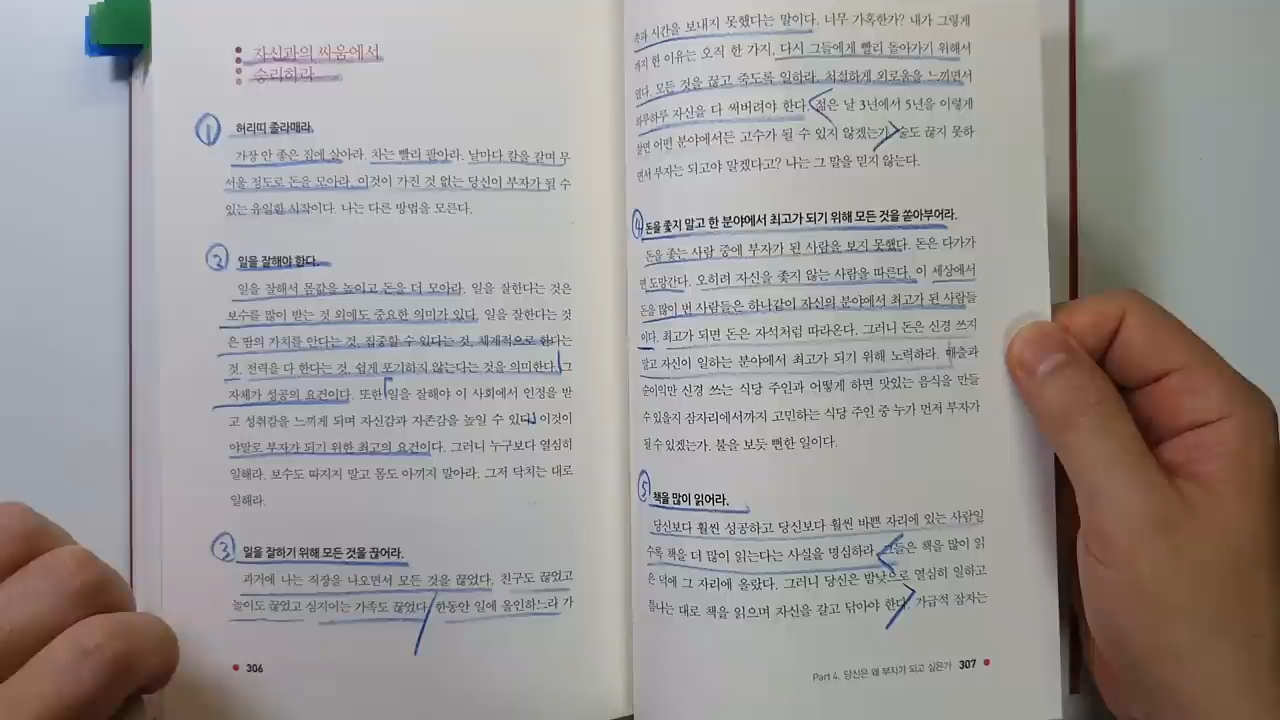 자신과의 싸움에서
승리하라
1
허리띠 졸라매라.
가장 안 좋은 집에 살아라. 차는 빨리 팔아라. 날마다 칼을 갈며 무
서울 정도로 돈을 모아라. 이것이 가진 것 없는 당신이 부자가 될 수
있는 유일한 시작이다. 나는 다른 방법을 모른다.
2
일을 잘해야 한다.
일을 잘해서 몸값을 높이고 돈을 더 모아라. 일을 잘한다는 것은
보수를 많이 받는 것 외에도 중요한 의미가 있다. 일을 잘한다는 것
은 땀의 가치를 안다는 것, 집중할 수 있다는 것, 체계적으로 한다는
것, 전력을 다 한다는 것, 쉽게 포기하지 않는다는 것을 의미한다. 그
자체가 성공의 요건이다. 또한 일을 잘해야 이 사회에서 인정을 받
고 성취감을 느끼게 되며 자신감과 자존감을 높일 수 있다. 이것이
야말로 부자가 되기 위한 최고의 요건이다. 그러니 누구보다 열심히
일해라. 보수도 따지지 말고 몸도 아끼지 말아라. 그저 닥치는 대로
일해라.
3
일을 잘하기 위해 모든 것을 끊어라.
과거에 나는 직장을 나오면서 모든 것을 끊었다. 친구도 끊었고
놀이도 끊었고 심지어는 가족도 끊었다. 한동안 일에 올인하느라 가
306
족과 시간을 보내지 못했다는 말이다. 너무 가혹한가? 내가 그렇게
까지 한 이유는 오직 한 가지, 다시 그들에게 빨리 돌아가기 위해서
였다. 모든 것을 끊고 죽도록 일하라. 처절하게 외로움을 느끼면서
하루하루 자신을 다 써버려야 한다. 젊은 날 3년에서 5년을 이렇게
살면 어떤 분야에서든 고수가 될 수 있지 않겠는가. 술도 끊지 못하
면서 부자는 되고야 말겠다고? 나는 그 말을 믿지 않는다.
4
돈을 좇지 말고 한 분야에서 최고가 되기 위해 모든 것을 쏟아부어라.
돈을 좇는 사람 중에 부자가 된 사람을 보지 못했다. 돈은 다가가
면 도망간다. 오히려 자신을 좇지 않는 사람을 따른다. 이 세상에서
돈을 많이 번 사람들은 하나같이 자신의 분야에서 최고가 된 사람들
이다. 최고가 되면 돈은 자석처럼 따라온다. 그러니 돈은 신경 쓰지
말고 자신이 일하는 분야에서 최고가 되기 위해 노력하라. 매출과
순이익만 신경 쓰는 식당 주인과 어떻게 하면 맛있는 음식을 만들
수 있을지 잠자리에서까지 고민하는 식당 주인 중 누가 먼저 부자가
될 수 있겠는가. 불을 보듯 뻔한 일이다.
5
책을 많이 읽어라.
당신보다 훨씬 성공하고 당신보다 훨씬 바쁜 자리에 있는 사람일
수록 책을 더 많이 읽는다는 사실을 명심하라. 그들은 책을 많이 읽
은 덕에 그 자리에 올랐다. 그러니 당신은 밤낮으로 열심히 일하고
틈나는 대로 책을 읽으며 자신을 갈고 닦아야 한다. 가급적 잠자는
Part 4. 당신은 왜 부자가 되고 싶은가 307